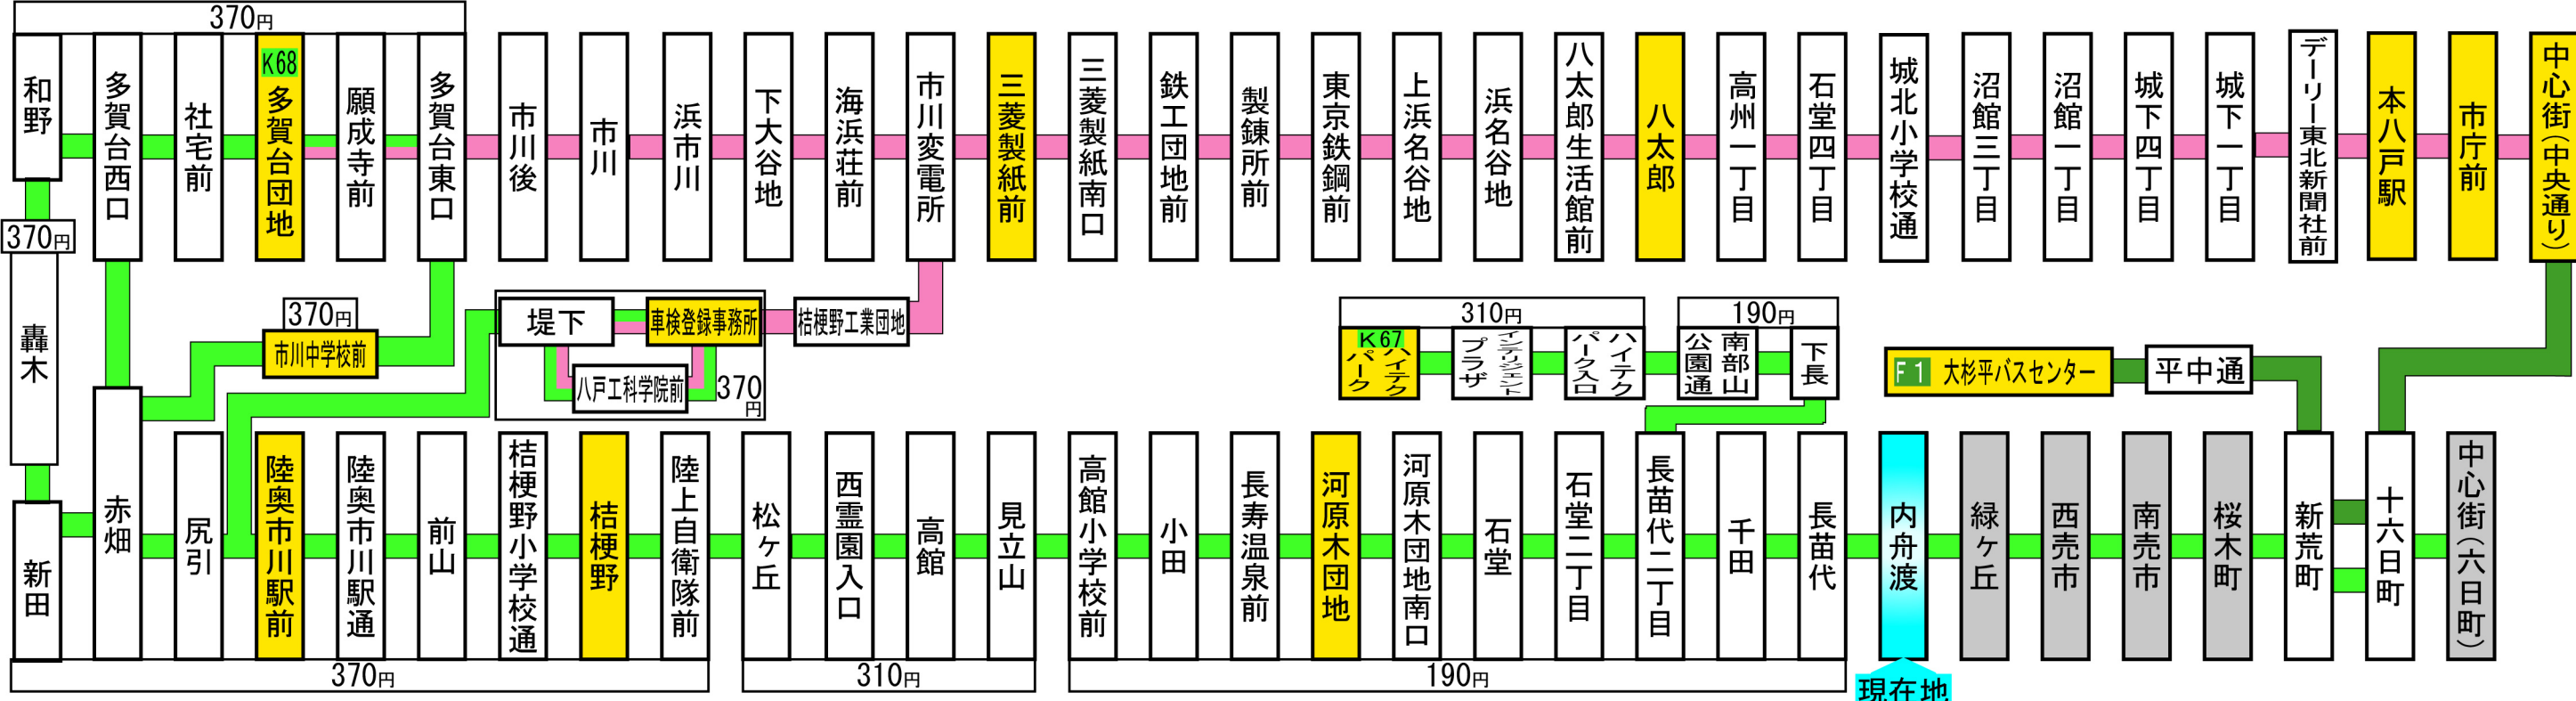 370円
和野
多賀台西口
社宅前
K68
多賀台団地
願成寺前
多賀台東口
市川後
市川
浜市川
下大谷地
海浜荘前
市川変電所
三菱製紙前
三菱製紙南口
鉄工団地前
製錬所前
東京鉄鋼前
上浜名谷地
浜名谷地
八太郎生活館前
八太郎
高州一丁目
石堂四丁目
城北小学校通
沼館三丁目
沼館一丁目
城下四丁目
城下一丁目
デーリー東北新聞社前
本八戸駅
市庁前
中心街(中央通り)
370円
轟木
370円
市川中学校前
堤下
車検登録事務所
桔梗野工業団地
八戸工科学院前
370円
310円
K67
ハイテクパーク
インテリジェントプラザ
ハイテクパーク入口
190円
南部山公園通
下長
F1 大杉平バスセンター
平中通
新田
赤畑
尻引
陸奥市川駅前
陸奥市川駅通
前山
桔梗野小学校通
桔梗野
陸上自衛隊前
松ヶ丘
西霊園入口
高館
見立山
高館小学校前
小田
長寿温泉前
河原木団地
河原木団地南口
石堂
石堂二丁目
長苗代二丁目
千田
長苗代
内舟渡
緑ヶ丘
西売市
南売市
桜木町
新荒町
十六日町
中心街(六日町)
370円
310円
190円
現在地